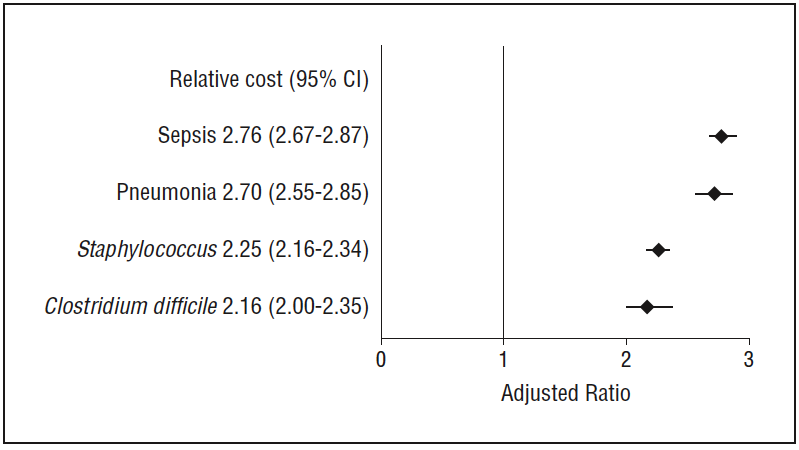 Relative cost (95% CI)
Sepsis 2.76 (2.67-2.87)
Pneumonia 2.70 (2.55-2.85)
Staphylococcus 2.25 (2.16-2.34)
Clostridium difficile 2.16 (2.00-2.35)
0 1 2 3
Adjusted Ratio